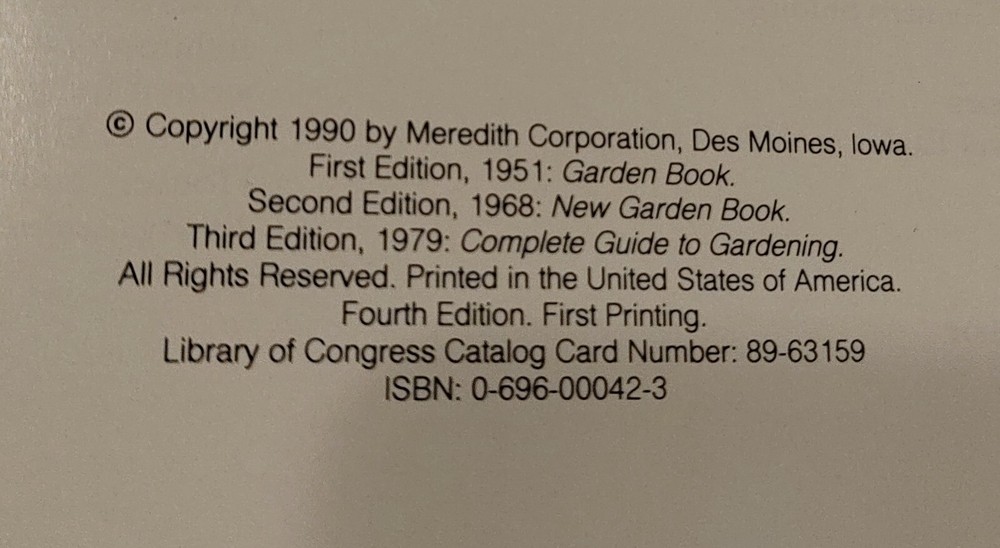 © Copyright 1990 by Meredith Corporation, Des Moines, Iowa.
First Edition, 1951: Garden Book.
Second Edition, 1968: New Garden Book.
Third Edition, 1979: Complete Guide to Gardening.
All Rights Reserved. Printed in the United States of America.
Fourth Edition. First Printing.
Library of Congress Catalog Card Number: 89-63159
ISBN: 0-696-00042-3